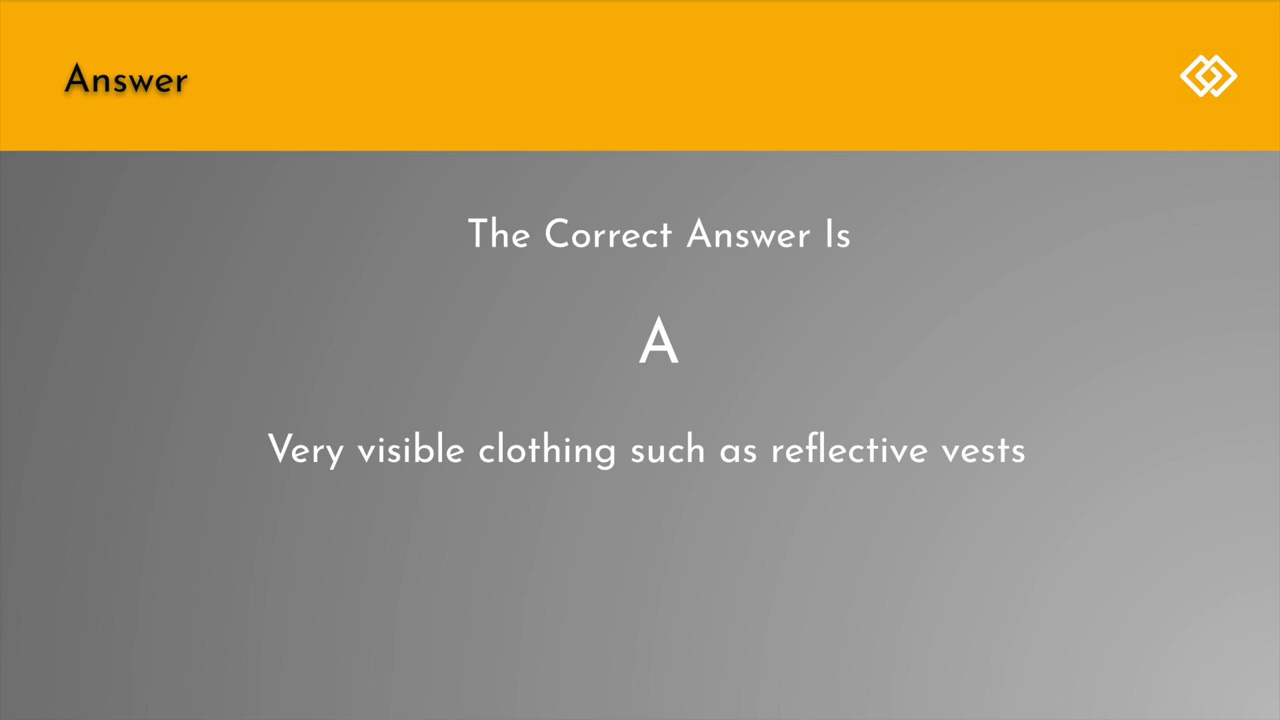 Answer
The Correct Answer Is
A
Very visible clothing such as reflective vests